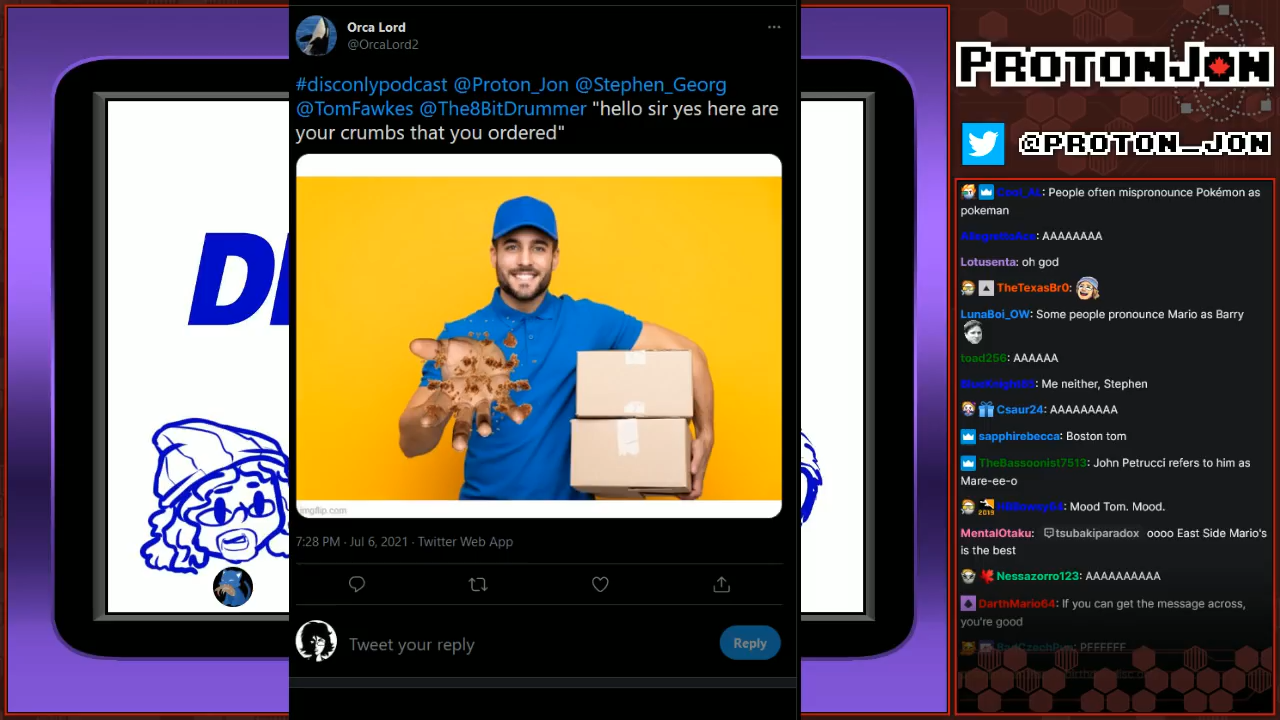 Orca Lord
@OrcaLord2
#disconlypodcast @Proton_Jon @Stephen_Georg
@TomFawkes @The8BitDrummer "hello sir yes here are
your crumbs that you ordered"
imgflip.com
7:28 PM · Jul 6, 2021 · Twitter Web App
Tweet your reply
Reply
PROTONJON
@PROTON_JON
Cool_Ac: People often mispronounce Pokémon as
pokeman
AllegrettoAce: AAAAAAAA
Lotusenta: oh god
TheTexasBr0:
LunaBoi_OW: Some people pronounce Mario as Barry
toad256: AAAAAA
Me neither, Stephen
Csaur24: AAAAAAAAA
sapphirebecca: Boston tom
TheBassoonist7513: John Petrucci refers to him as
Mare-ee-o
2019
Mood Tom. Mood.
MentalOtaku: tsubakiparadox oooo East Side Mario's
is the best
Nessazorro123: AAAAAAAAAA
DarthMario64: If you can get the message across,
you're good
BadCzechPun: PFFFFFF